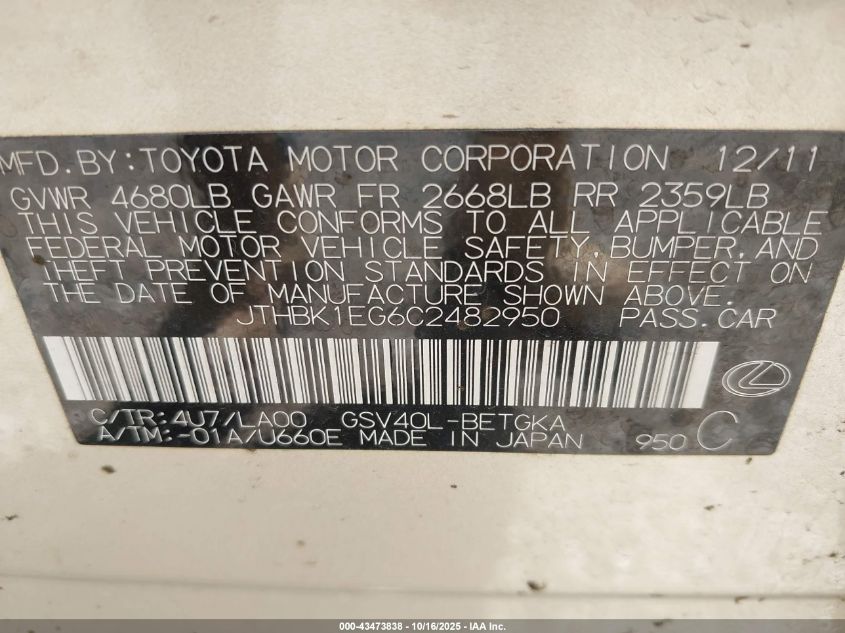 MFD. BY: TOYOTA MOTOR CORPORATION 12/11
GVWR 4680LB GAWR FR 2668LB RR 2359LB
THIS VEHICLE CONFORMS TO ALL APPLICABLE
FEDERAL MOTOR VEHICLE SAFETY, BUMPER, AND
THEFT PREVENTION STANDARDS IN EFFECT ON
THE DATE OF MANUFACTURE SHOWN ABOVE.
JTHBK1EG6C2482950 PASS. CAR
C/TR: 4U7/LA00 GSV40L-BETGKA
A/TM: -01A/U660E MADE IN JAPAN 950 C
000-43473838 - 10/16/2025 - IAA Inc.